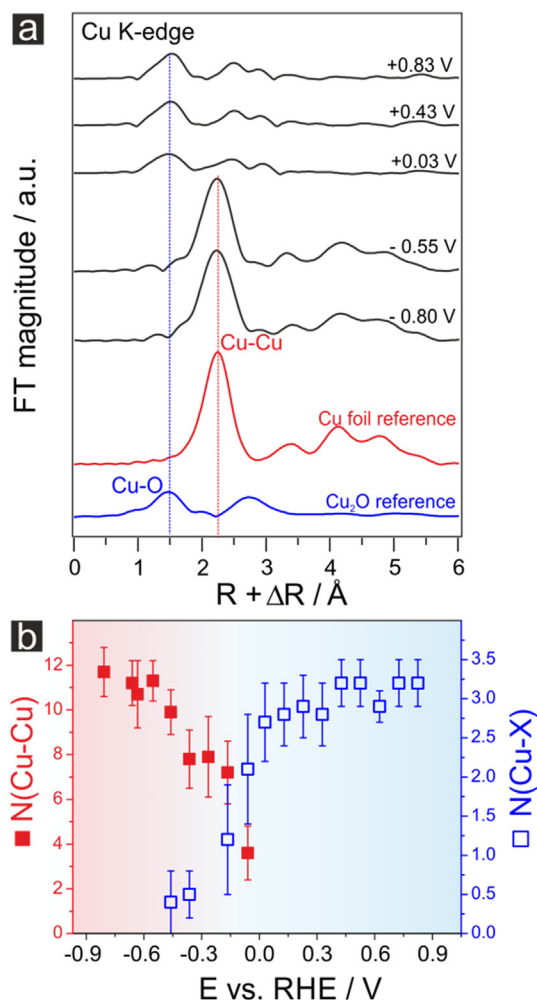 a
Cu K-edge
+0.83 V
+0.43 V
+0.03 V
- 0.55 V
- 0.80 V
Cu-Cu
Cu foil reference
Cu-O
Cu₂O reference
FT magnitude / a.u.
0 1 2 3 4 5 6
R + ΔR / Å
b
12
10
8
6
4
2
0
■ N(Cu-Cu)
3.5
3.0
2.5
2.0
1.5
1.0
0.5
0.0
□ N(Cu-X)
-0.9 -0.6 -0.3 0.0 0.3 0.6 0.9
E vs. RHE / V